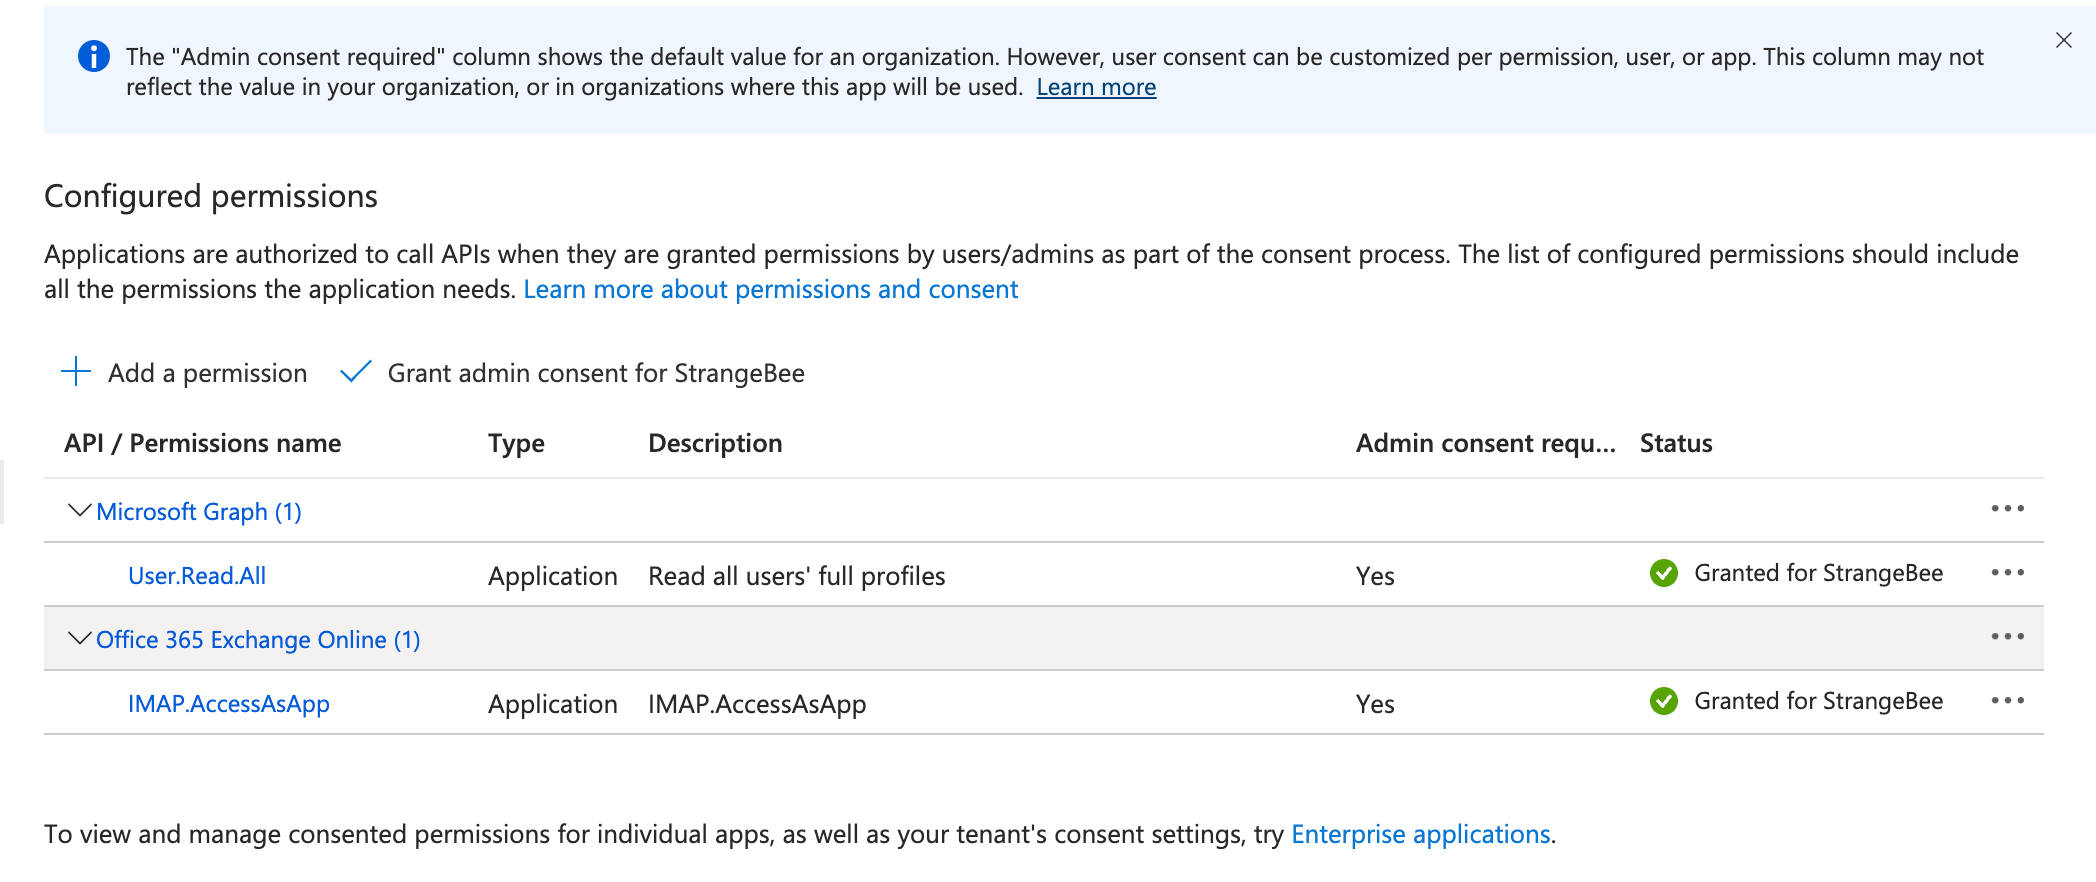 The "Admin consent required" column shows the default value for an organization. However, user consent can be customized per permission, user, or app. This column may not
reflect the value in your organization, or in organizations where this app will be used. Learn more
Configured permissions
Applications are authorized to call APIs when they are granted permissions by users/admins as part of the consent process. The list of configured permissions should include
all the permissions the application needs. Learn more about permissions and consent
Add a permission Grant admin consent for StrangeBee
API / Permissions name Type Description Admin consent requ... Status
Microsoft Graph (1)
User.Read.All Application Read all users' full profiles Yes Granted for StrangeBee
Office 365 Exchange Online (1)
IMAP.AccessAsApp Application IMAP.AccessAsApp Yes Granted for StrangeBee
To view and manage consented permissions for individual apps, as well as your tenant's consent settings, try Enterprise applications.